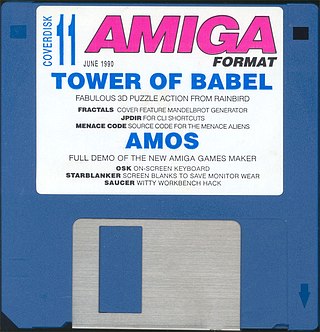 COVERDISK 11
AMIGA
JUNE 1990
FORMAT
TOWER OF BABEL
FABULOUS 3D PUZZLE ACTION FROM RAINBIRD
FRACTALS COVER FEATURE MANDELBROT GENERATOR
JPDIR FOR CLI SHORTCUTS
MENACE CODE SOURCE CODE FOR THE MENACE ALIENS
AMOS
FULL DEMO OF THE NEW AMIGA GAMES MAKER
OSK ON-SCREEN KEYBOARD
STARBLANKER SCREEN BLANKS TO SAVE MONITOR WEAR
SAUCER WITTY WORKBENCH HACK